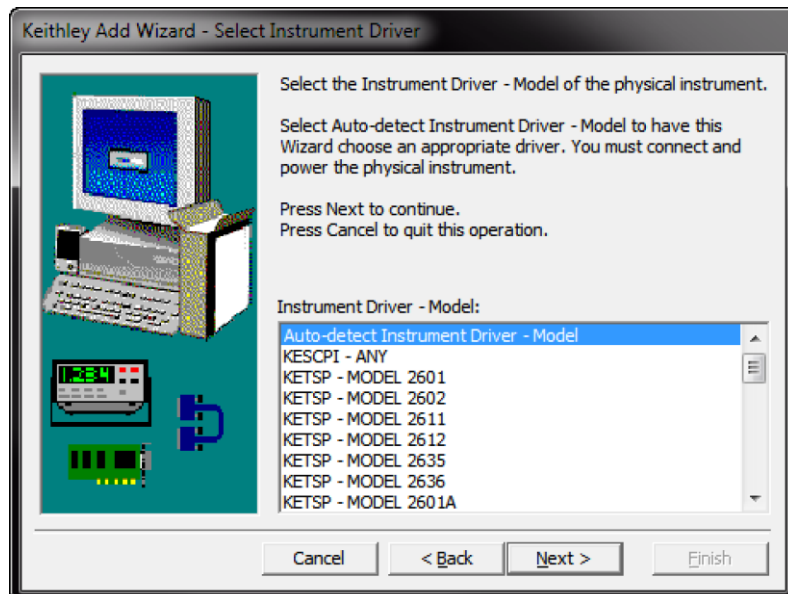 Keithley Add Wizard - Select Instrument Driver
Select the Instrument Driver - Model of the physical instrument.
Select Auto-detect Instrument Driver - Model to have this
Wizard choose an appropriate driver. You must connect and
power the physical instrument.
Press Next to continue.
Press Cancel to quit this operation.
Instrument Driver - Model:
Auto-detect Instrument Driver - Model
KESCPI - ANY
KETSP - MODEL 2601
KETSP - MODEL 2602
KETSP - MODEL 2611
KETSP - MODEL 2612
KETSP - MODEL 2635
KETSP - MODEL 2636
KETSP - MODEL 2601A
1.234
Cancel
< Back
Next >
Finish